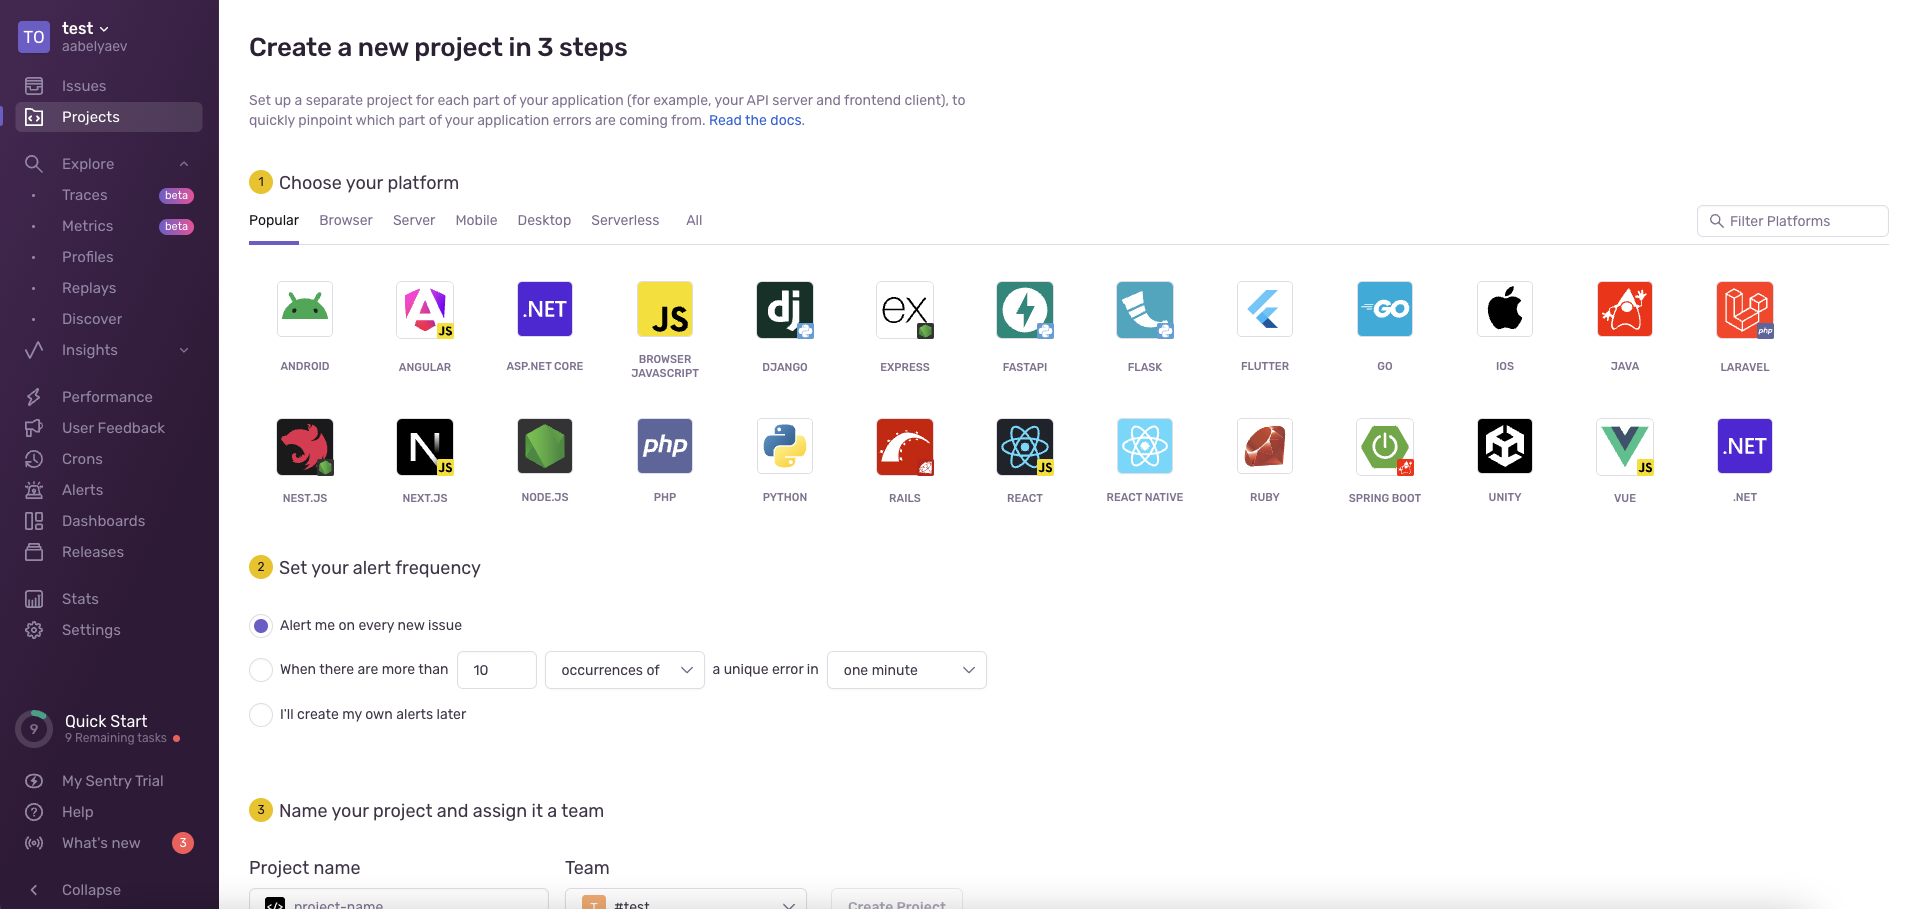 TO
test
aabelyaev
Issues
Projects
Explore
Traces beta
Metrics beta
Profiles
Replays
Discover
Insights
Performance
User Feedback
Crons
Alerts
Dashboards
Releases
Stats
Settings
9
Quick Start
9 Remaining tasks
My Sentry Trial
Help
What's new 3
Collapse
Create a new project in 3 steps
Set up a separate project for each part of your application (for example, your API server and frontend client), to
quickly pinpoint which part of your application errors are coming from. Read the docs.
1 Choose your platform
Popular Browser Server Mobile Desktop Serverless All
Filter Platforms
JS .NET JS dj ex GO php
ANDROID ANGULAR ASP.NET CORE BROWSER JAVASCRIPT DJANGO EXPRESS FASTAPI FLASK FLUTTER GO IOS JAVA LARAVEL
N JS php JS JS .NET
NEST.JS NEXT.JS NODE.JS PHP PYTHON RAILS REACT REACT NATIVE RUBY SPRING BOOT UNITY VUE .NET
2 Set your alert frequency
Alert me on every new issue
When there are more than 10 occurrences of a unique error in one minute
I'll create my own alerts later
3 Name your project and assign it a team
Project name Team
project-name T #test Create Project